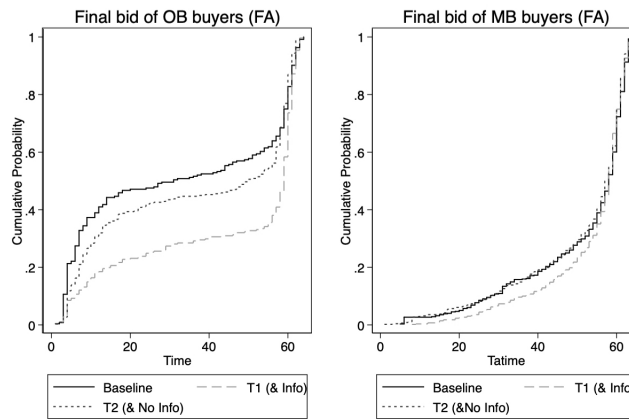 Final bid of OB buyers (FA)
Cumulative Probability
1
.8
.6
.4
.2
0
0 20 40 60
Time
Baseline T1 (& Info)
T2 (& No Info)
Final bid of MB buyers (FA)
Cumulative Probability
1
.8
.6
.4
.2
0
0 20 40 60
Tatime
Baseline T1 (& Info)
T2 (&No Info)